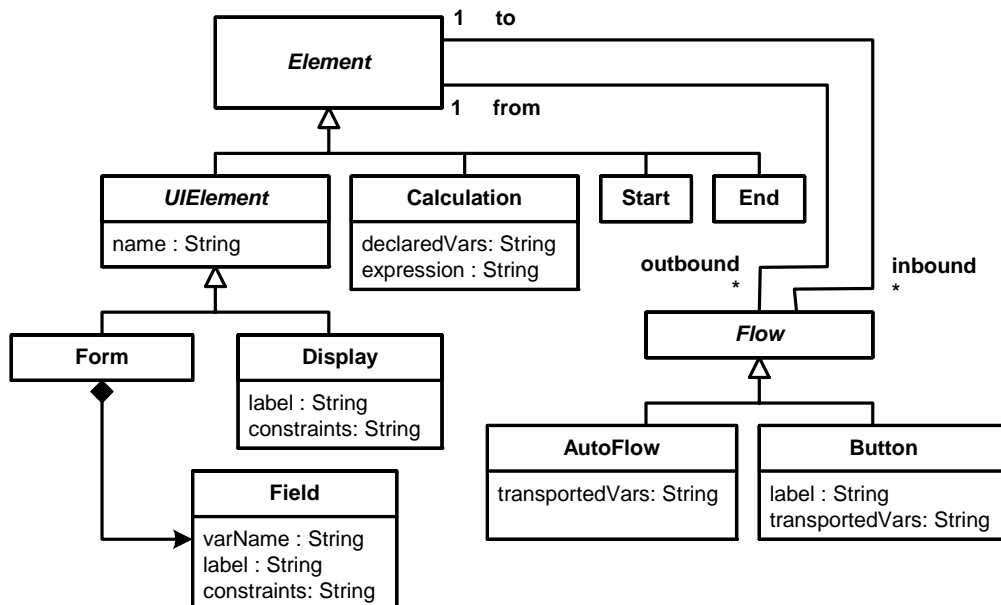 1 to
Element
1 from
UIElement
name : String
Calculation
declaredVars: String
expression : String
Start
End
outbound
*
inbound
*
Form
Display
label : String
constraints: String
Flow
Field
varName : String
label : String
constraints: String
AutoFlow
transportedVars: String
Button
label : String
transportedVars: String